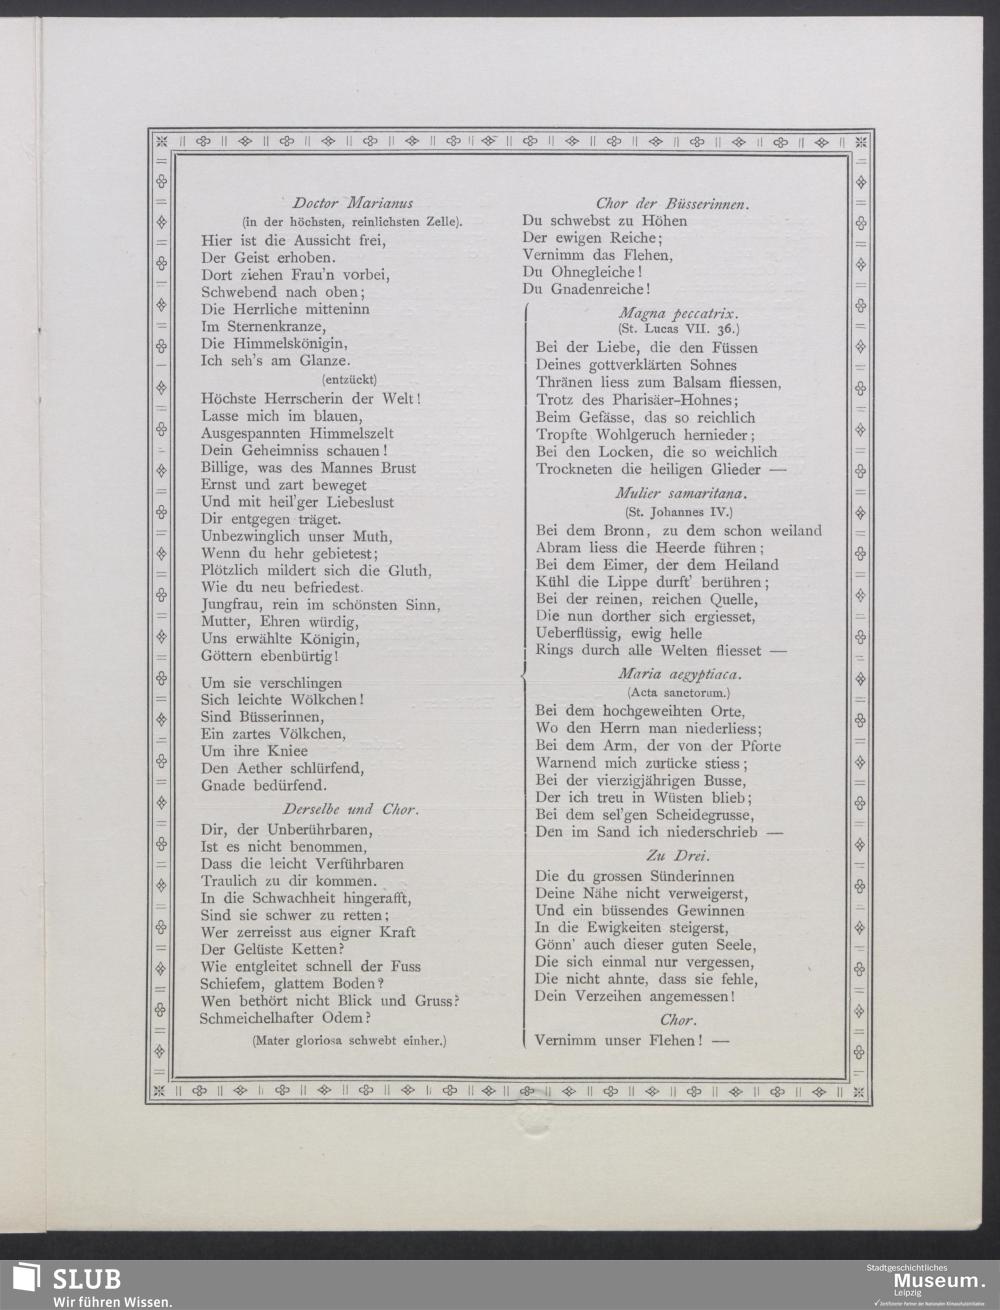 Doctor Marianus
(in der höchsten, reinlichsten Zelle).
Hier ist die Aussicht frei,
Der Geist erhoben.
Dort ziehen Frau'n vorbei,
Schwebend nach oben;
Die Herrliche mitteninn
Im Sternenkranze,
Die Himmelskönigin,
Ich seh's am Glanze.
(entzückt)
Höchste Herrscherin der Welt!
Lasse mich im blauen,
Ausgespannten Himmelszelt
Dein Geheimniss schauen!
Billige, was des Mannes Brust
Ernst und zart beweget
Und mit heil'ger Liebeslust
Dir entgegen träget.
Unbezwinglich unser Muth,
Wenn du hehr gebietest;
Plötzlich mildert sich die Gluth,
Wie du neu befriedest.
Jungfrau, rein im schönsten Sinn,
Mutter, Ehren würdig,
Uns erwählte Königin,
Göttern ebenbürtig!
Um sie verschlingen
Sich leichte Wölkchen!
Sind Büsserinnen,
Ein zartes Völkchen,
Um ihre Kniee
Den Aether schlürfend,
Gnade bedürfend.
Derselbe und Chor.
Dir, der Unberührbaren,
Ist es nicht benommen,
Dass die leicht Verführbaren
Traulich zu dir kommen.
In die Schwachheit hingerafft,
Sind sie schwer zu retten;
Wer zerreisst aus eigner Kraft
Der Gelüste Ketten?
Wie entgleitet schnell der Fuss
Schiefem, glattem Boden?
Wen bethört nicht Blick und Gruss?
Schmeichelhafter Odem?
(Mater gloriosa schwebt einher.)
Chor der Büsserinnen.
Du schwebst zu Höhen
Der ewigen Reiche;
Vernimm das Flehen,
Du Ohnegleiche!
Du Gnadenreiche!
Magna peccatrix.
(St. Lucas VII. 36.)
Bei der Liebe, die den Füssen
Deines gottverklärten Sohnes
Thränen liess zum Balsam fliessen,
Trotz des Pharisäer-Hohnes;
Beim Gefässe, das so reichlich
Tropfte Wohlgeruch hernieder;
Bei den Locken, die so weichlich
Trockneten die heiligen Glieder —
Mulier samaritana.
(St. Johannes IV.)
Bei dem Bronn, zu dem schon weiland
Abram liess die Heerde führen;
Bei dem Eimer, der dem Heiland
Kühl die Lippe durft' berühren;
Bei der reinen, reichen Quelle,
Die nun dorther sich ergiesset,
Ueberflüssig, ewig helle
Rings durch alle Welten fliesset —
Maria aegyptiaca.
(Acta sanctorum.)
Bei dem hochgeweihten Orte,
Wo den Herrn man niederliess;
Bei dem Arm, der von der Pforte
Warnend mich zurücke stiess;
Bei der vierzigjährigen Busse,
Der ich treu in Wüsten blieb;
Bei dem sel'gen Scheidegrusse,
Den im Sand ich niederschrieb —
Zu Drei.
Die du grossen Sünderinnen
Deine Nähe nicht verweigerst,
Und ein büssendes Gewinnen
In die Ewigkeiten steigerst,
Gönn' auch dieser guten Seele,
Die sich einmal nur vergessen,
Die nicht ahnte, dass sie fehle,
Dein Verzeihen angemessen!
Chor.
Vernimm unser Flehen! —
SLUB
Wir führen Wissen.
Stadtgeschichtliches
Museum.
Leipzig
Zertifizierter Partner der Nationalen Klimaschutzinitiative